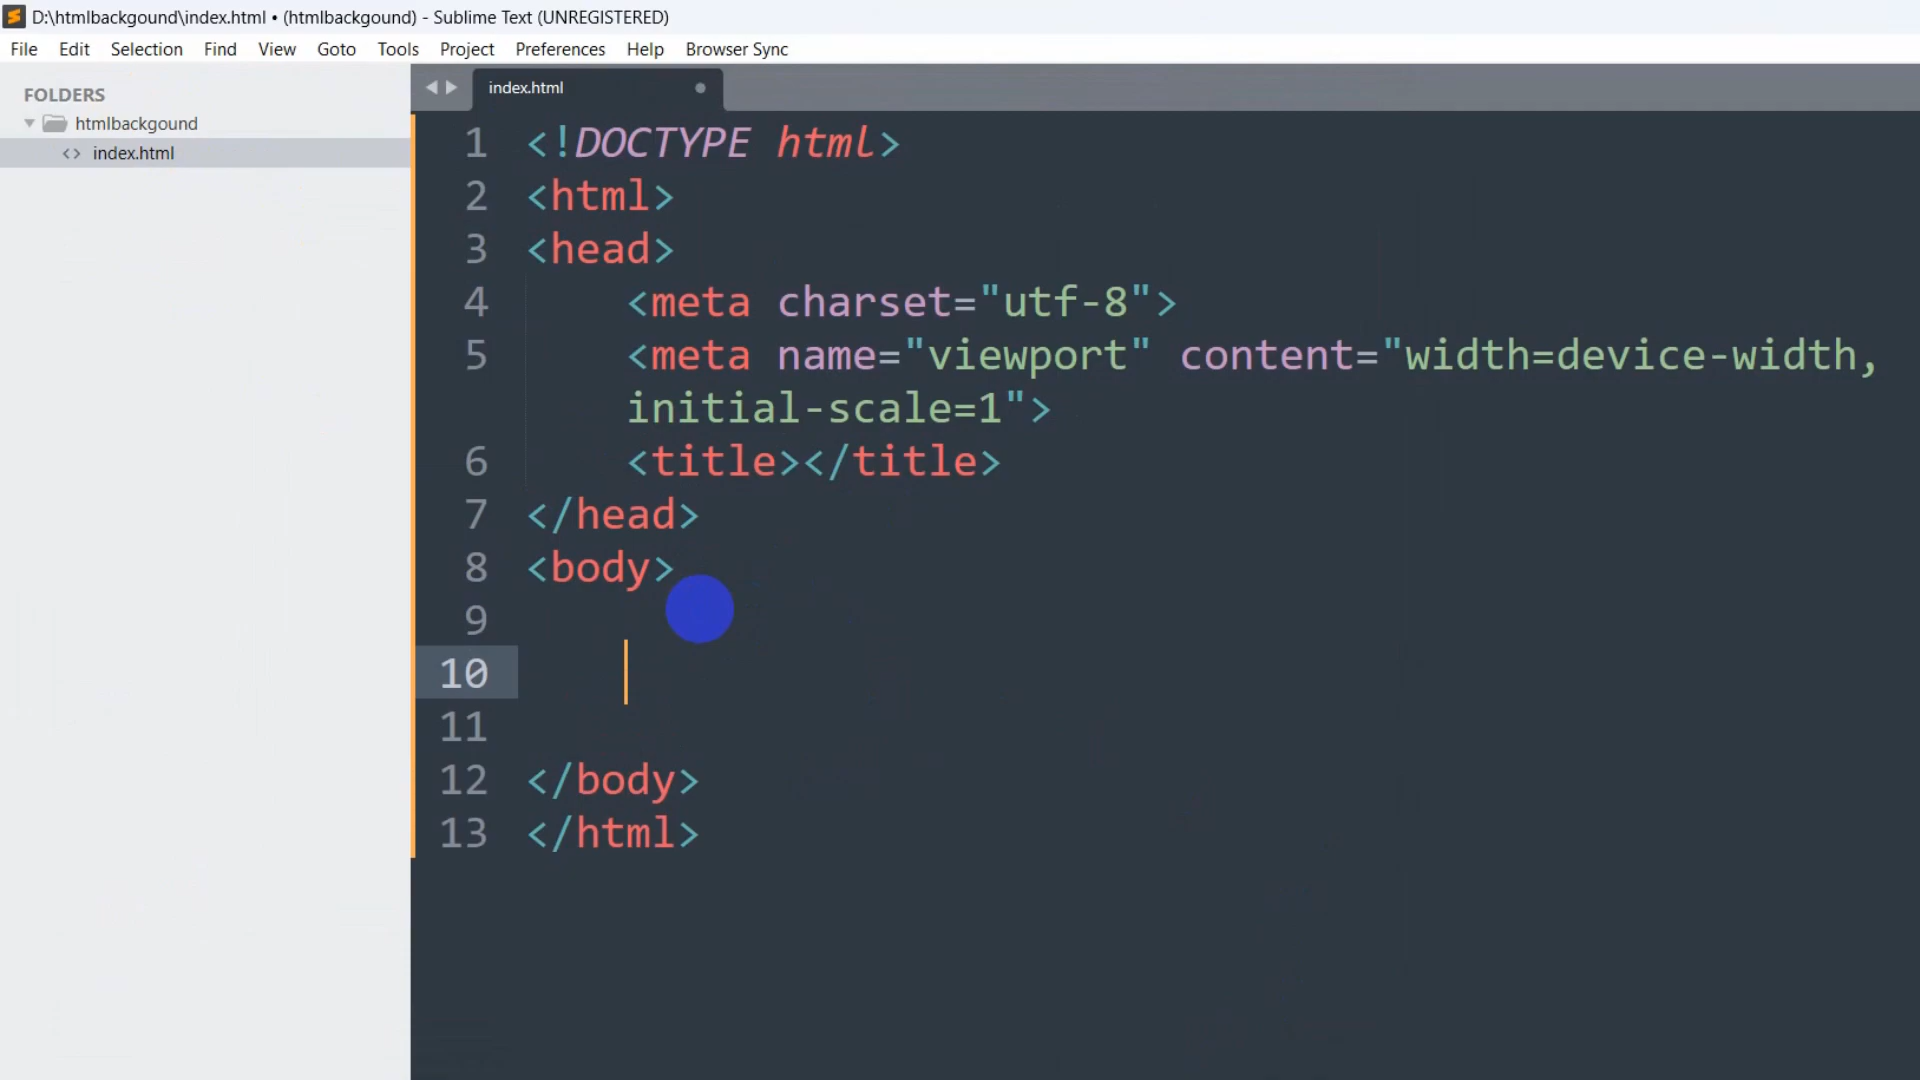 D:\htmlbackgound\index.html • (htmlbackgound) - Sublime Text (UNREGISTERED)
File Edit Selection Find View Goto Tools Project Preferences Help Browser Sync
FOLDERS
htmlbackgound
<> index.html
index.html
1 <!DOCTYPE html>
2 <html>
3 <head>
4 <meta charset="utf-8">
5 <meta name="viewport" content="width=device-width,
initial-scale=1">
6 <title></title>
7 </head>
8 <body>
9
10
11
12 </body>
13 </html>